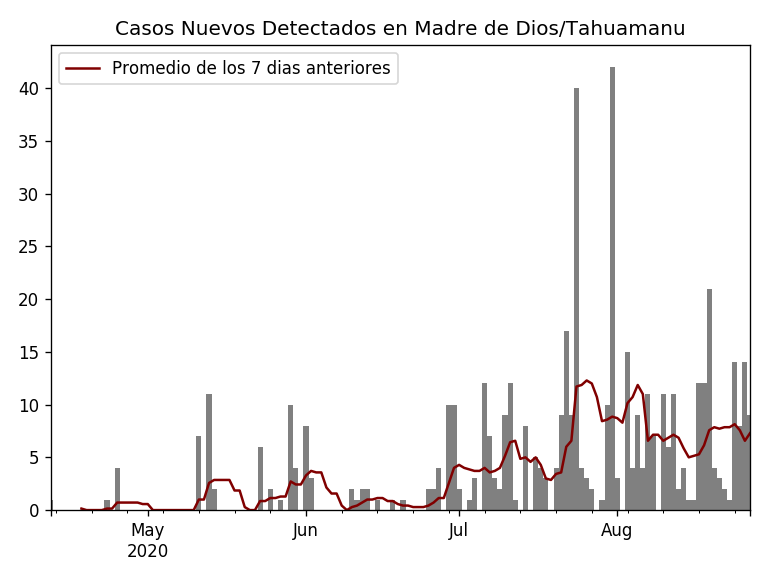 Casos Nuevos Detectados en Madre de Dios/Tahuamanu
Promedio de los 7 dias anteriores
40
35
30
25
20
15
10
5
0
May
Jun
Jul
Aug
2020